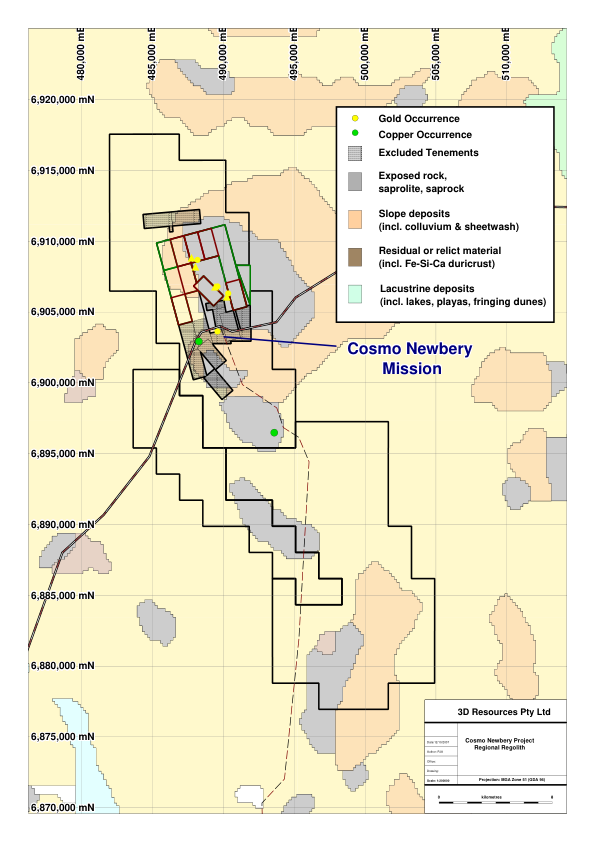 480,000 mE
485,000 mE
490,000 mE
495,000 mE
500,000 mE
505,000 mE
510,000 mE
6,920,000 mN
6,915,000 mN
6,910,000 mN
6,905,000 mN
6,900,000 mN
6,895,000 mN
6,890,000 mN
6,885,000 mN
6,880,000 mN
6,875,000 mN
6,870,000 mN
Gold Occurrence
Copper Occurrence
Excluded Tenements
Exposed rock,
saprolite, saprock
Slope deposits
(incl. colluvium & sheetwash)
Residual or relict material
(incl. Fe-Si-Ca duricrust)
Lacustrine deposits
(incl. lakes, playas, fringing dunes)
Cosmo Newbery
Mission
3D Resources Pty Ltd
Cosmo Newbery Project
Regional Regolith
Projection: MGA Zone 51 (GDA 94)
kilometres
0
8